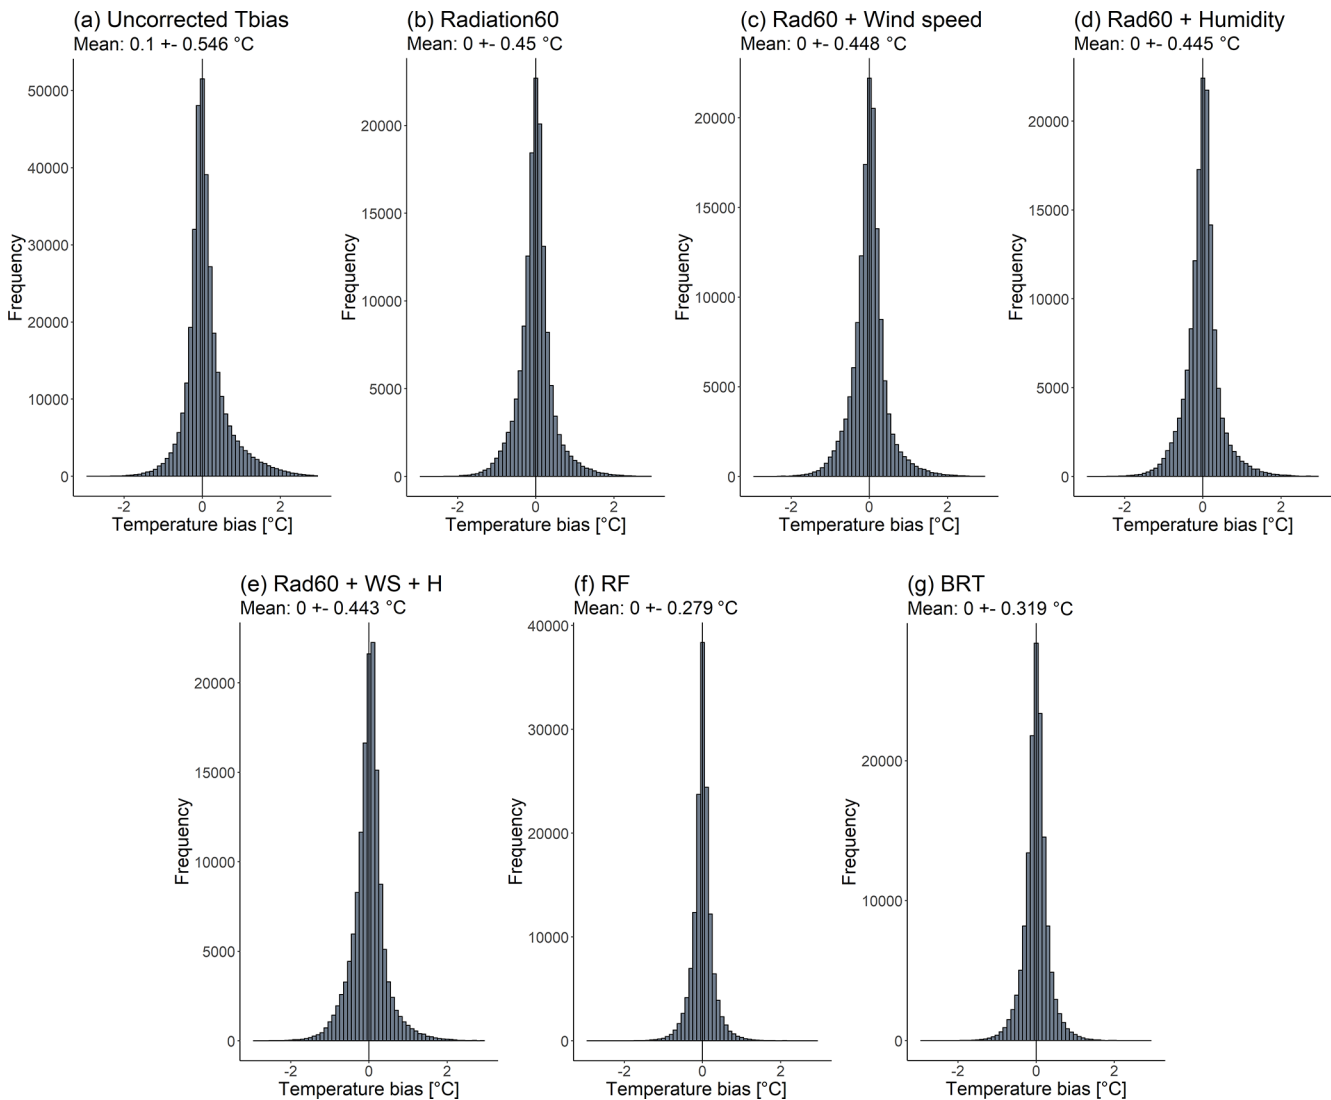 (a) Uncorrected Tbias
Mean: 0.1 +- 0.546 °C
Frequency
50000
40000
30000
20000
10000
0
-2 0 2
Temperature bias [°C]
(b) Radiation60
Mean: 0 +- 0.45 °C
Frequency
20000
15000
10000
5000
0
-2 0 2
Temperature bias [°C]
(c) Rad60 + Wind speed
Mean: 0 +- 0.448 °C
Frequency
20000
15000
10000
5000
0
-2 0 2
Temperature bias [°C]
(d) Rad60 + Humidity
Mean: 0 +- 0.445 °C
Frequency
20000
15000
10000
5000
0
-2 0 2
Temperature bias [°C]
(e) Rad60 + WS + H
Mean: 0 +- 0.443 °C
Frequency
20000
15000
10000
5000
0
-2 0 2
Temperature bias [°C]
(f) RF
Mean: 0 +- 0.279 °C
Frequency
40000
30000
20000
10000
0
-2 0 2
Temperature bias [°C]
(g) BRT
Mean: 0 +- 0.319 °C
Frequency
20000
10000
0
-2 0 2
Temperature bias [°C]